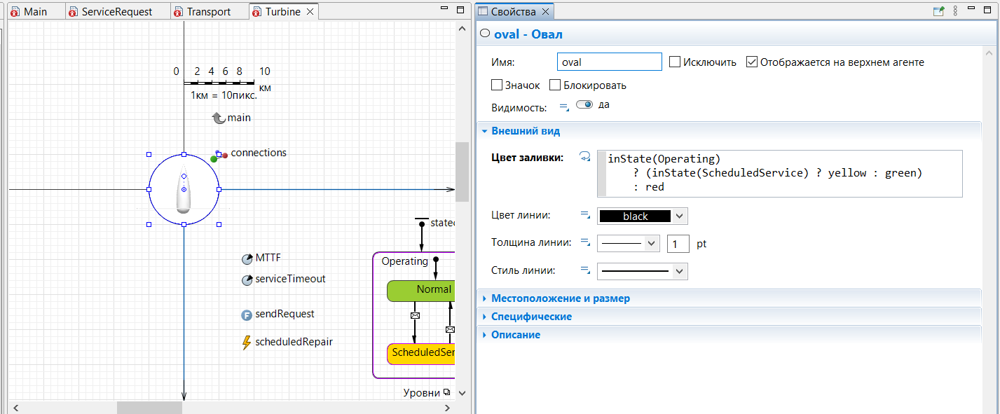 Main
ServiceRequest
Transport
Turbine
0 2 4 6 8 10
км
1км = 10пикс.
main
connections
MTTF
serviceTimeout
sendRequest
scheduledRepair
statec
Operating
Normal
ScheduledSer
Уровни
Свойства
oval - Овал
Имя: oval Исключить Отображается на верхнем агенте
Значок Блокировать
Видимость: да
Внешний вид
Цвет заливки: inState(Operating)
? (inState(ScheduledService) ? yellow : green)
: red
Цвет линии: black
Толщина линии: 1 pt
Стиль линии:
Местоположение и размер
Специфические
Описание